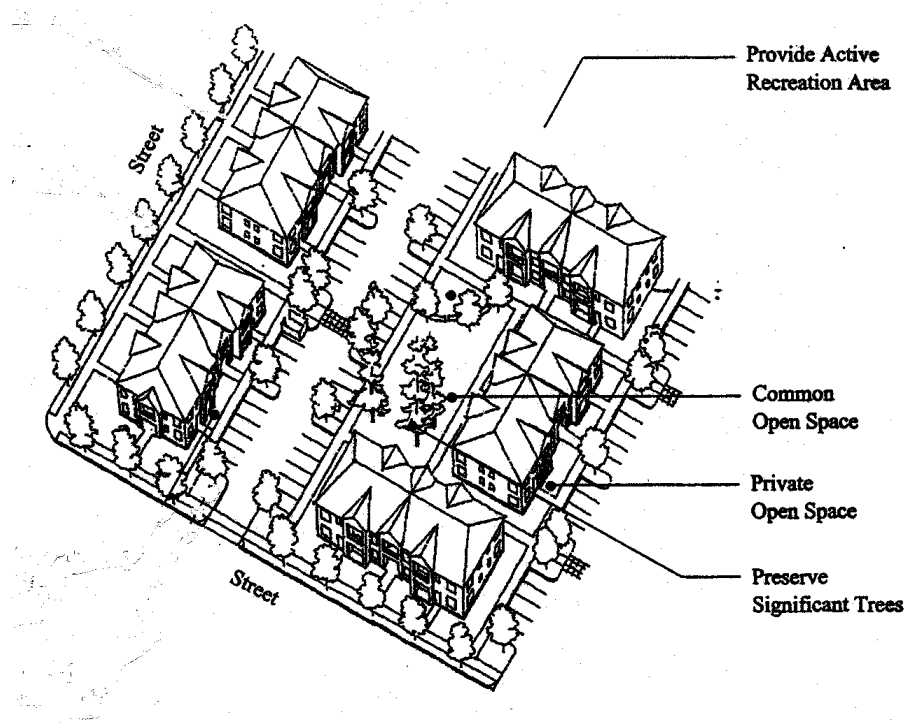 Provide Active
Recreation Area
Street
Common
Open Space
Private
Open Space
Preserve
Significant Trees
Street